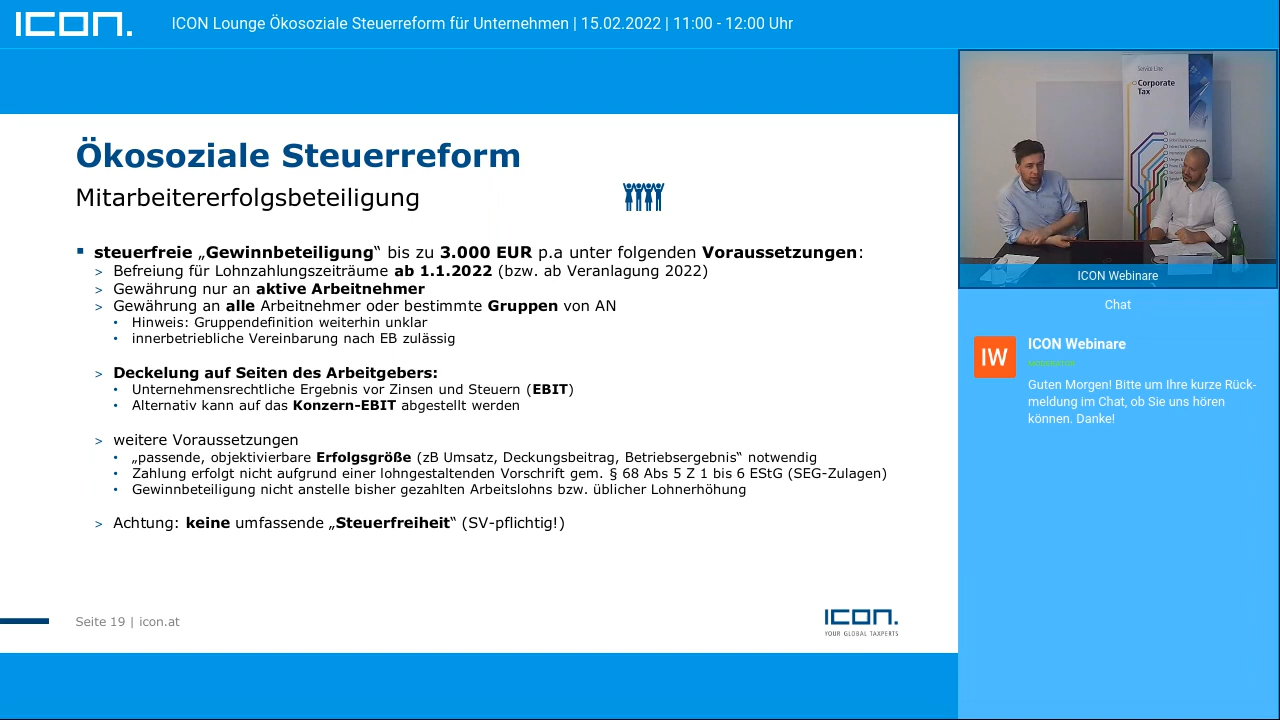 ICON.
ICON Lounge Ökosoziale Steuerreform für Unternehmen | 15.02.2022 | 11:00 - 12:00 Uhr
Ökosoziale Steuerreform
Mitarbeitererfolgsbeteiligung
▪ steuerfreie „Gewinnbeteiligung“ bis zu 3.000 EUR p.a unter folgenden Voraussetzungen:
> Befreiung für Lohnzahlungszeiträume ab 1.1.2022 (bzw. ab Veranlagung 2022)
> Gewährung nur an aktive Arbeitnehmer
> Gewährung an alle Arbeitnehmer oder bestimmte Gruppen von AN
• Hinweis: Gruppendefinition weiterhin unklar
• innerbetriebliche Vereinbarung nach EB zulässig
> Deckelung auf Seiten des Arbeitgebers:
• Unternehmensrechtliche Ergebnis vor Zinsen und Steuern (EBIT)
• Alternativ kann auf das Konzern-EBIT abgestellt werden
> weitere Voraussetzungen
• „passende, objektivierbare Erfolgsgröße (zB Umsatz, Deckungsbeitrag, Betriebsergebnis“ notwendig
• Zahlung erfolgt nicht aufgrund einer lohngestaltenden Vorschrift gem. § 68 Abs 5 Z 1 bis 6 EStG (SEG-Zulagen)
• Gewinnbeteiligung nicht anstelle bisher gezahlten Arbeitslohns bzw. üblicher Lohnerhöhung
> Achtung: keine umfassende „Steuerfreiheit“ (SV-pflichtig!)
Seite 19 | icon.at
ICON.
YOUR GLOBAL TAXPERTS
Service Line
Corporate
Tax
ICON Webinare
Chat
IW
ICON Webinare
MODERATOR
Guten Morgen! Bitte um Ihre kurze Rück-
meldung im Chat, ob Sie uns hören
können. Danke!